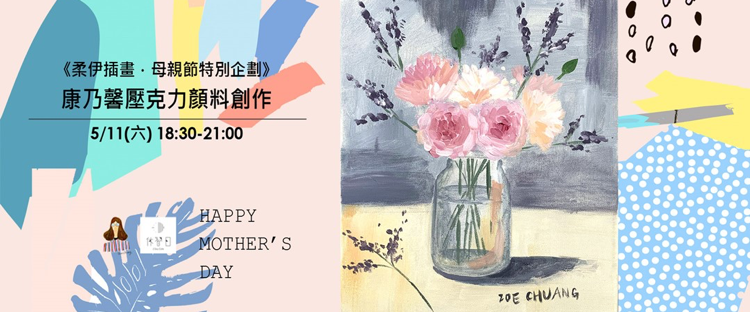 《柔伊插畫．母親節特別企劃》
康乃馨壓克力顏料創作
5/11(六) 18:30-21:00
HAPPY
MOTHER'S
DAY
ZOE CHUANG